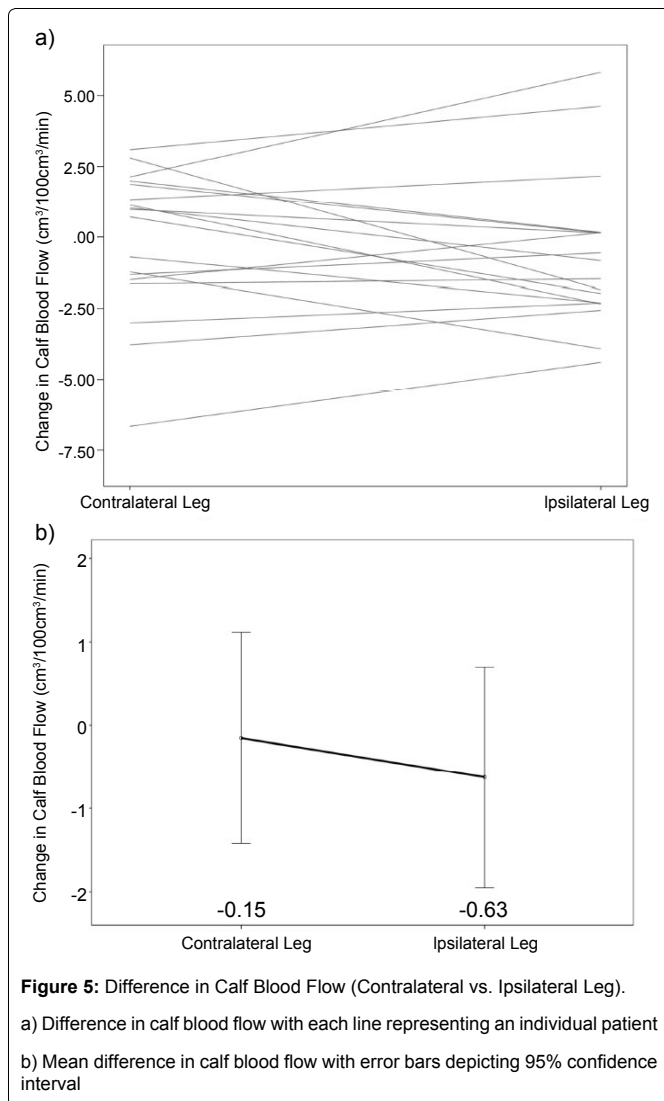 a)
Change in Calf Blood Flow (cm³/100cm³/min)
5.00
2.50
.00
-2.50
-5.00
-7.50
Contralateral Leg
Ipsilateral Leg
b)
Change in Calf Blood Flow (cm³/100cm³/min)
2
1
0
-1
-2
-0.15
-0.63
Contralateral Leg
Ipsilateral Leg
Figure 5: Difference in Calf Blood Flow (Contralateral vs. Ipsilateral Leg).
a) Difference in calf blood flow with each line representing an individual patient
b) Mean difference in calf blood flow with error bars depicting 95% confidence
interval